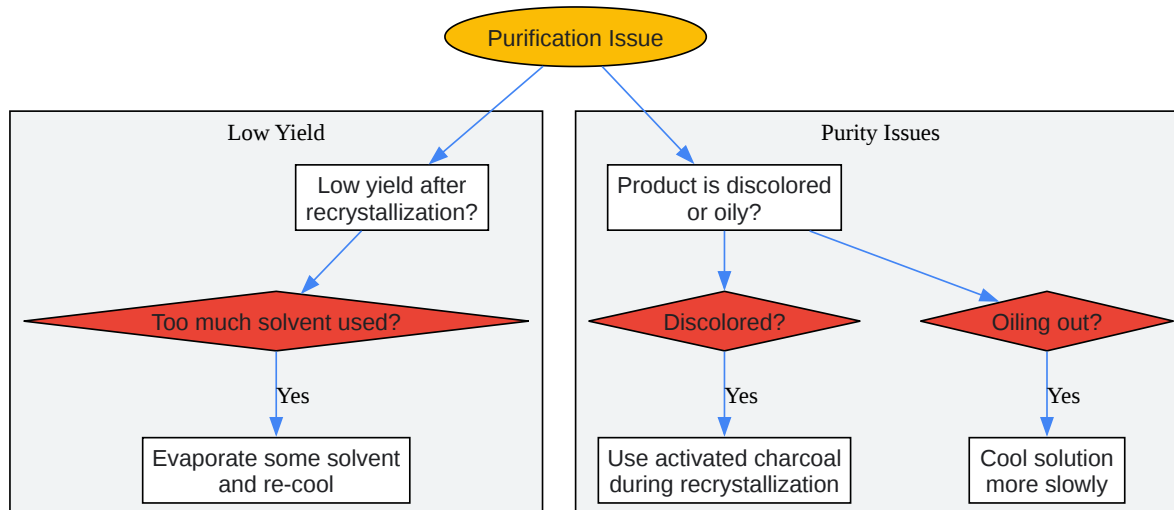 Purification Issue
Low Yield
Low yield after
recrystallization?
Too much solvent used?
Yes
Evaporate some solvent
and re-cool
Purity Issues
Product is discolored
or oily?
Discolored?
Oiling out?
Yes
Yes
Use activated charcoal
during recrystallization
Cool solution
more slowly